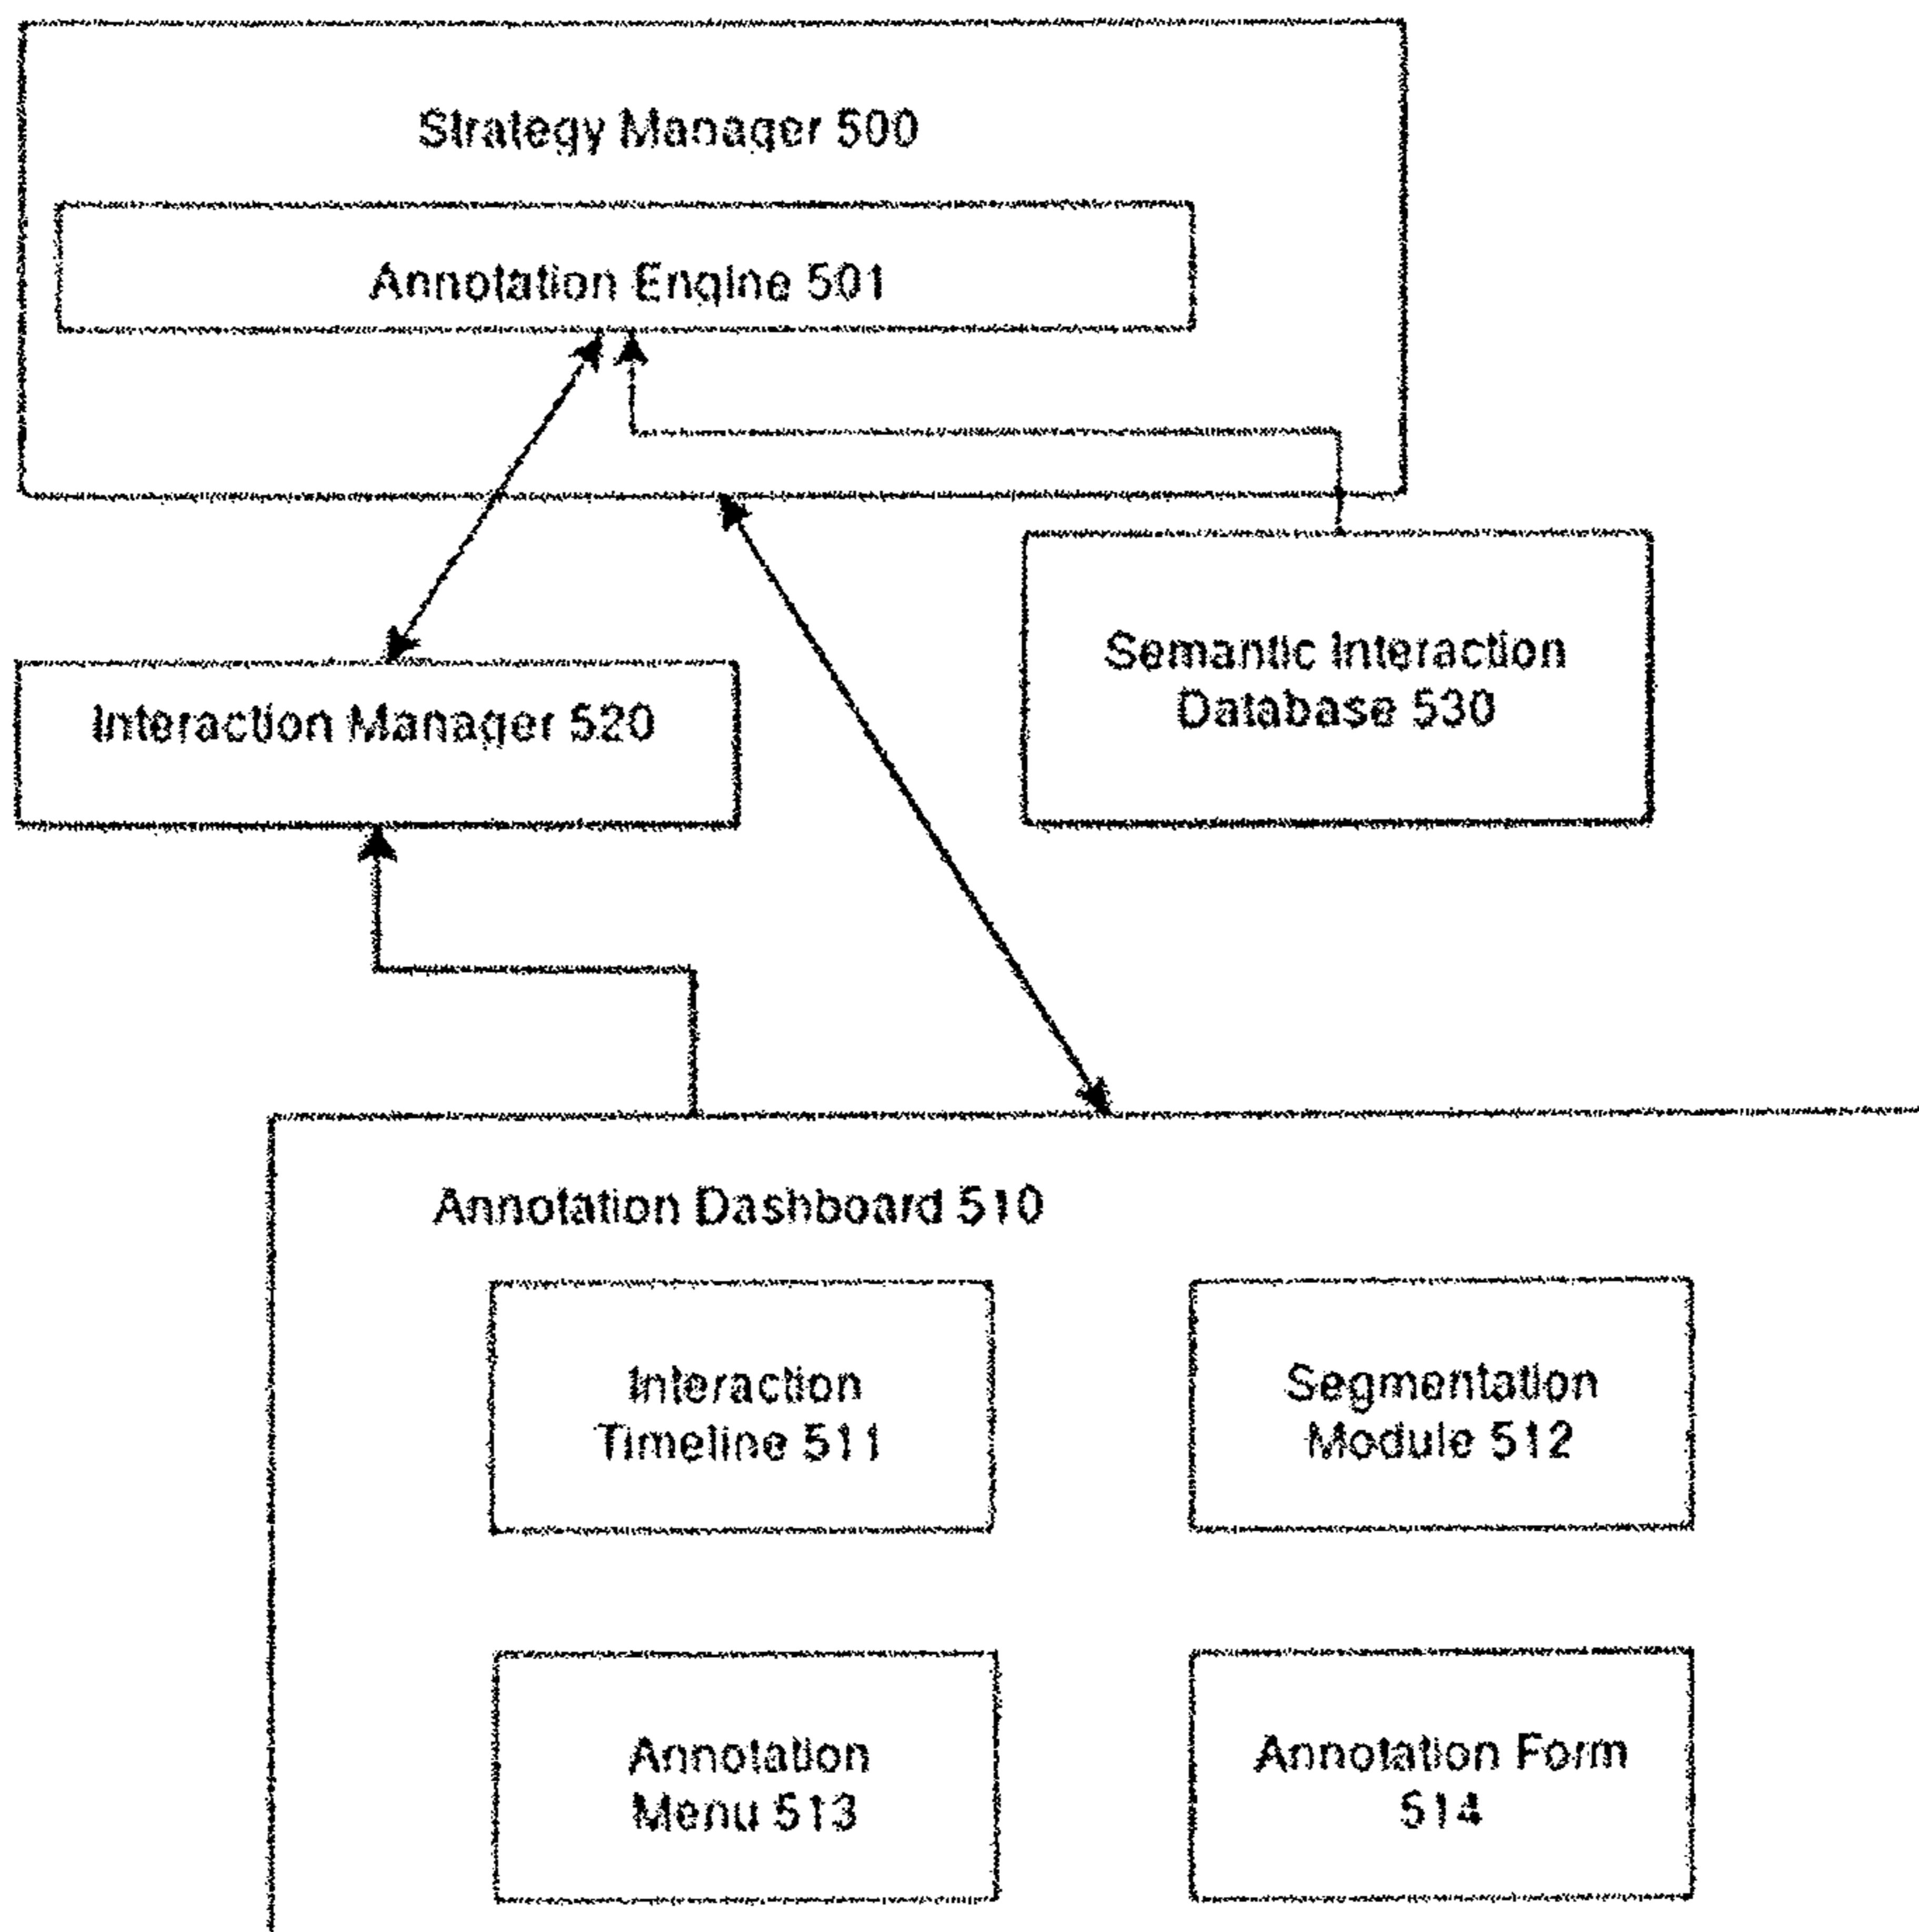 Strategy Manager 500
Annotation Engine 501
Semantic Interaction
Database 530
Interaction Manager 520
Annotation Dashboard 510
Interaction
Timeline 511
Segmentation
Module 512
Annotation
Menu 513
Annotation Form
514